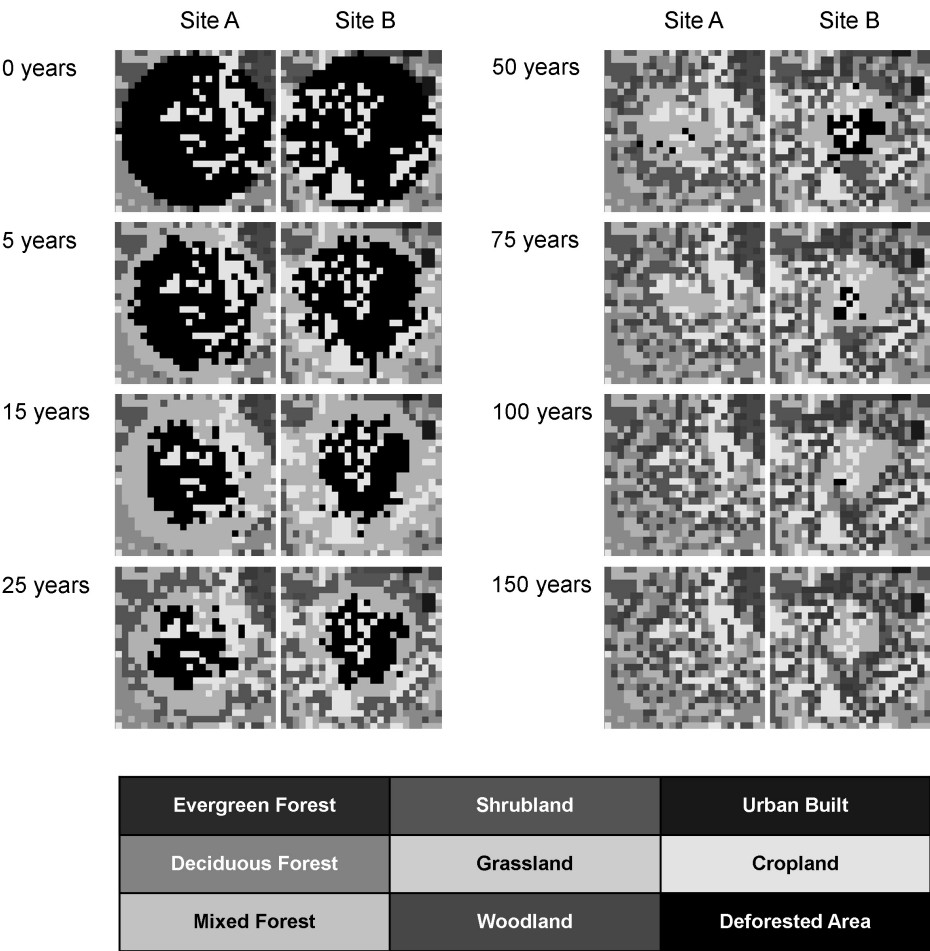 Site A Site B Site A Site B
0 years 50 years
5 years 75 years
15 years 100 years
25 years 150 years
Evergreen Forest Shrubland Urban Built
Deciduous Forest Grassland Cropland
Mixed Forest Woodland Deforested Area